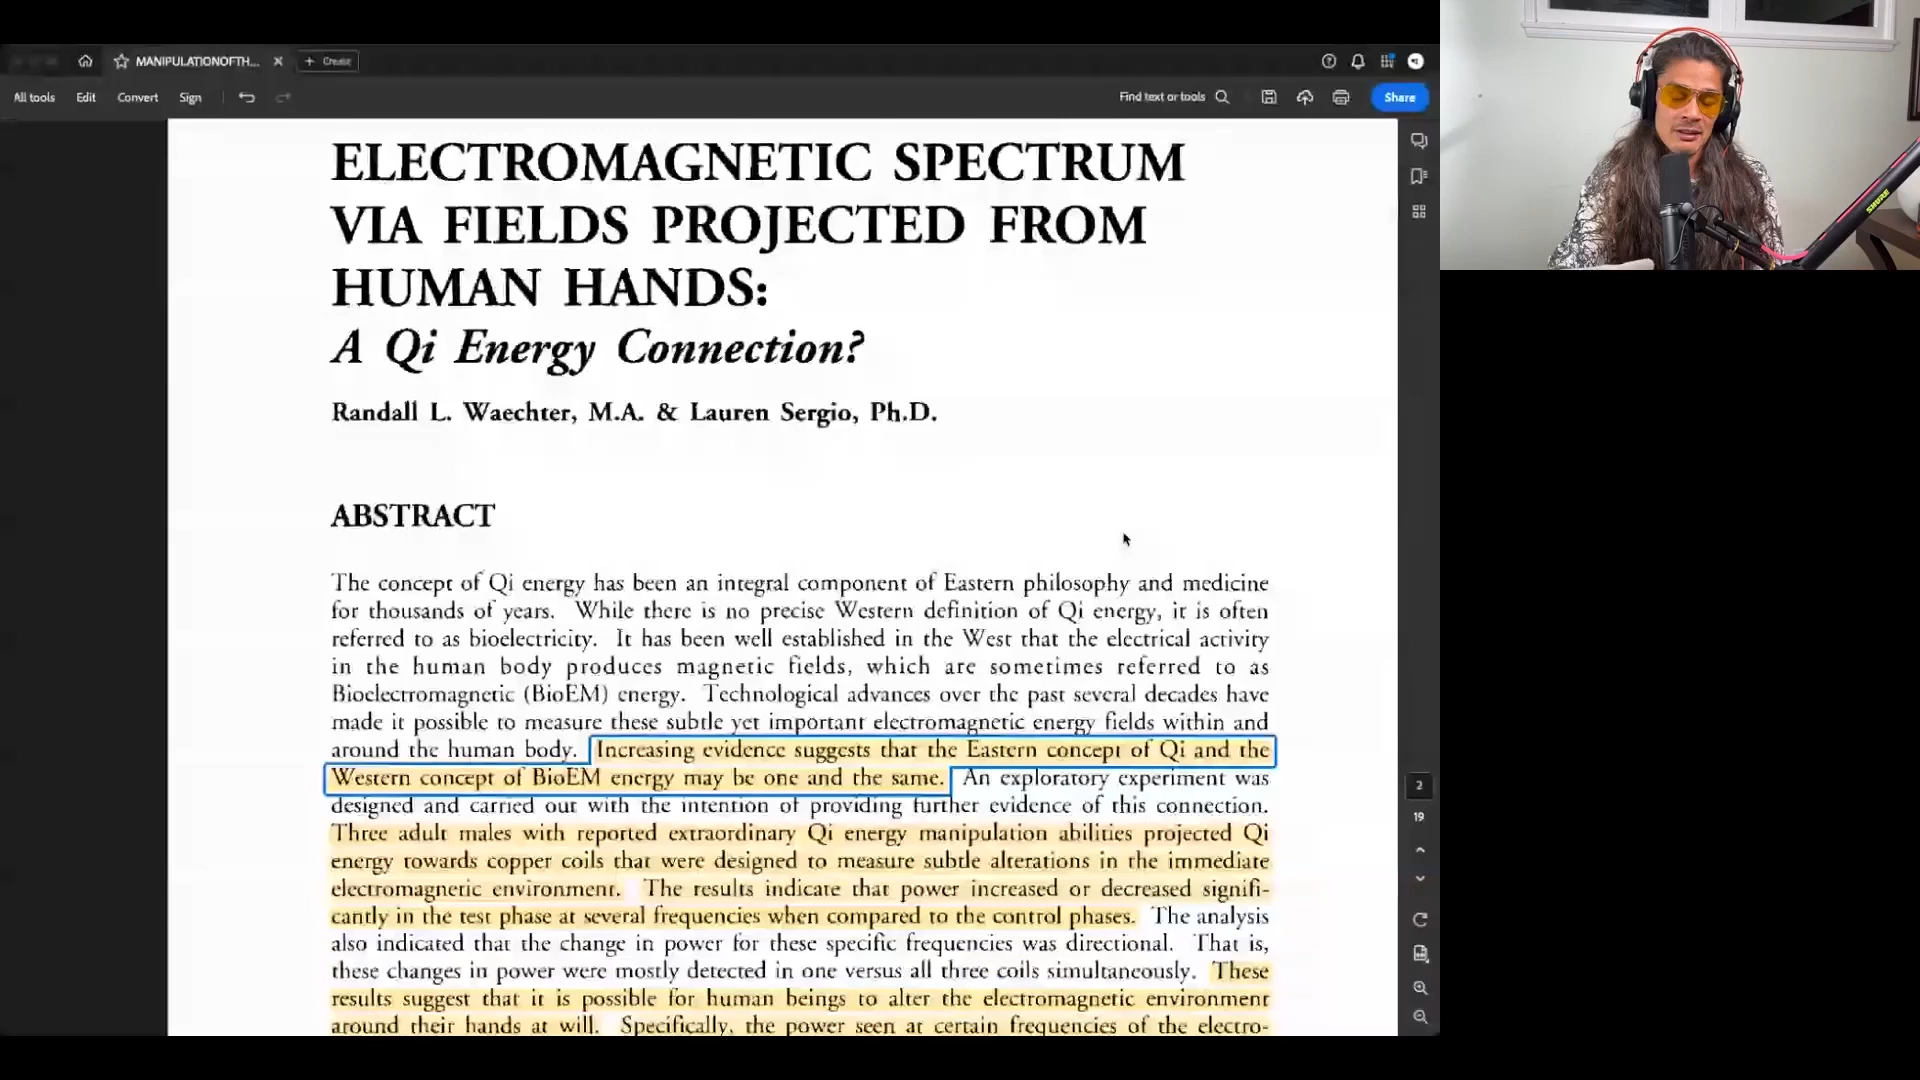 MANIPULATIONOFTH...
Create
All tools
Edit
Convert
Sign
Find text or tools
Share
ELECTROMAGNETIC SPECTRUM
VIA FIELDS PROJECTED FROM
HUMAN HANDS:
A Qi Energy Connection?
Randall L. Waechter, M.A. & Lauren Sergio, Ph.D.
ABSTRACT
The concept of Qi energy has been an integral component of Eastern philosophy and medicine
for thousands of years. While there is no precise Western definition of Qi energy, it is often
referred to as bioelectricity. It has been well established in the West that the electrical activity
in the human body produces magnetic fields, which are sometimes referred to as
Bioelectromagnetic (BioEM) energy. Technological advances over the past several decades have
made it possible to measure these subtle yet important electromagnetic energy fields within and
around the human body. Increasing evidence suggests that the Eastern concept of Qi and the
Western concept of BioEM energy may be one and the same. An exploratory experiment was
designed and carried out with the intention of providing further evidence of this connection.
Three adult males with reported extraordinary Qi energy manipulation abilities projected Qi
energy towards copper coils that were designed to measure subtle alterations in the immediate
electromagnetic environment. The results indicate that power increased or decreased signifi-
cantly in the test phase at several frequencies when compared to the control phases. The analysis
also indicated that the change in power for these specific frequencies was directional. That is,
these changes in power were mostly detected in one versus all three coils simultaneously. These
results suggest that it is possible for human beings to alter the electromagnetic environment
around their hands at will. Specifically, the power seen at certain frequencies of the electro-
2
19
SHURE